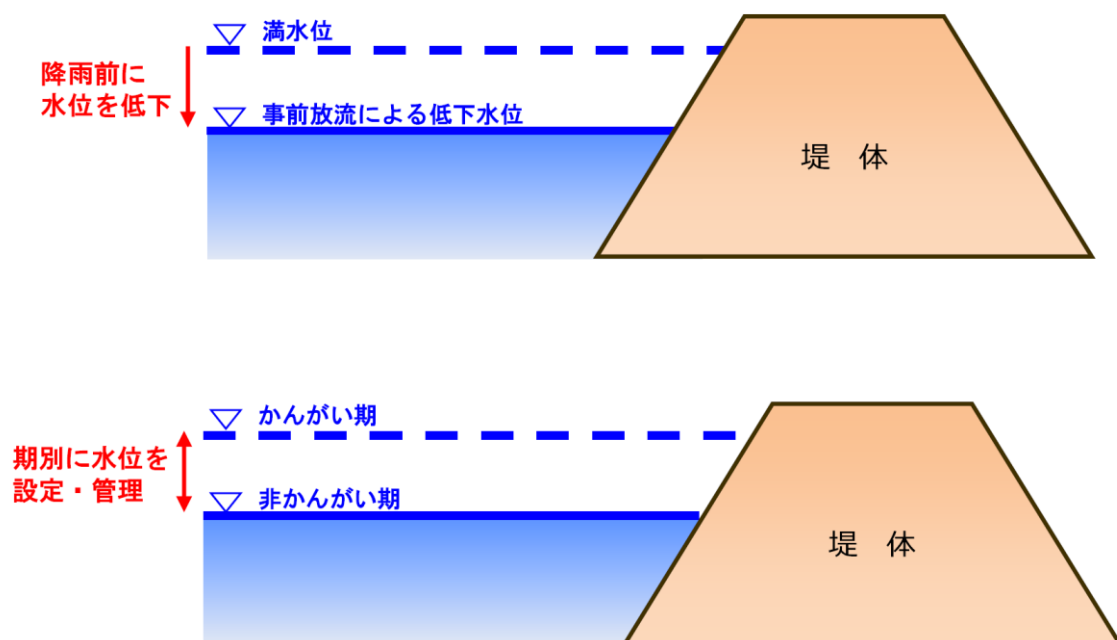 満水位
降雨前に
水位を低下
事前放流による低下水位
堤 体
かんがい期
期別に水位を
設定・管理
非かんがい期
堤 体